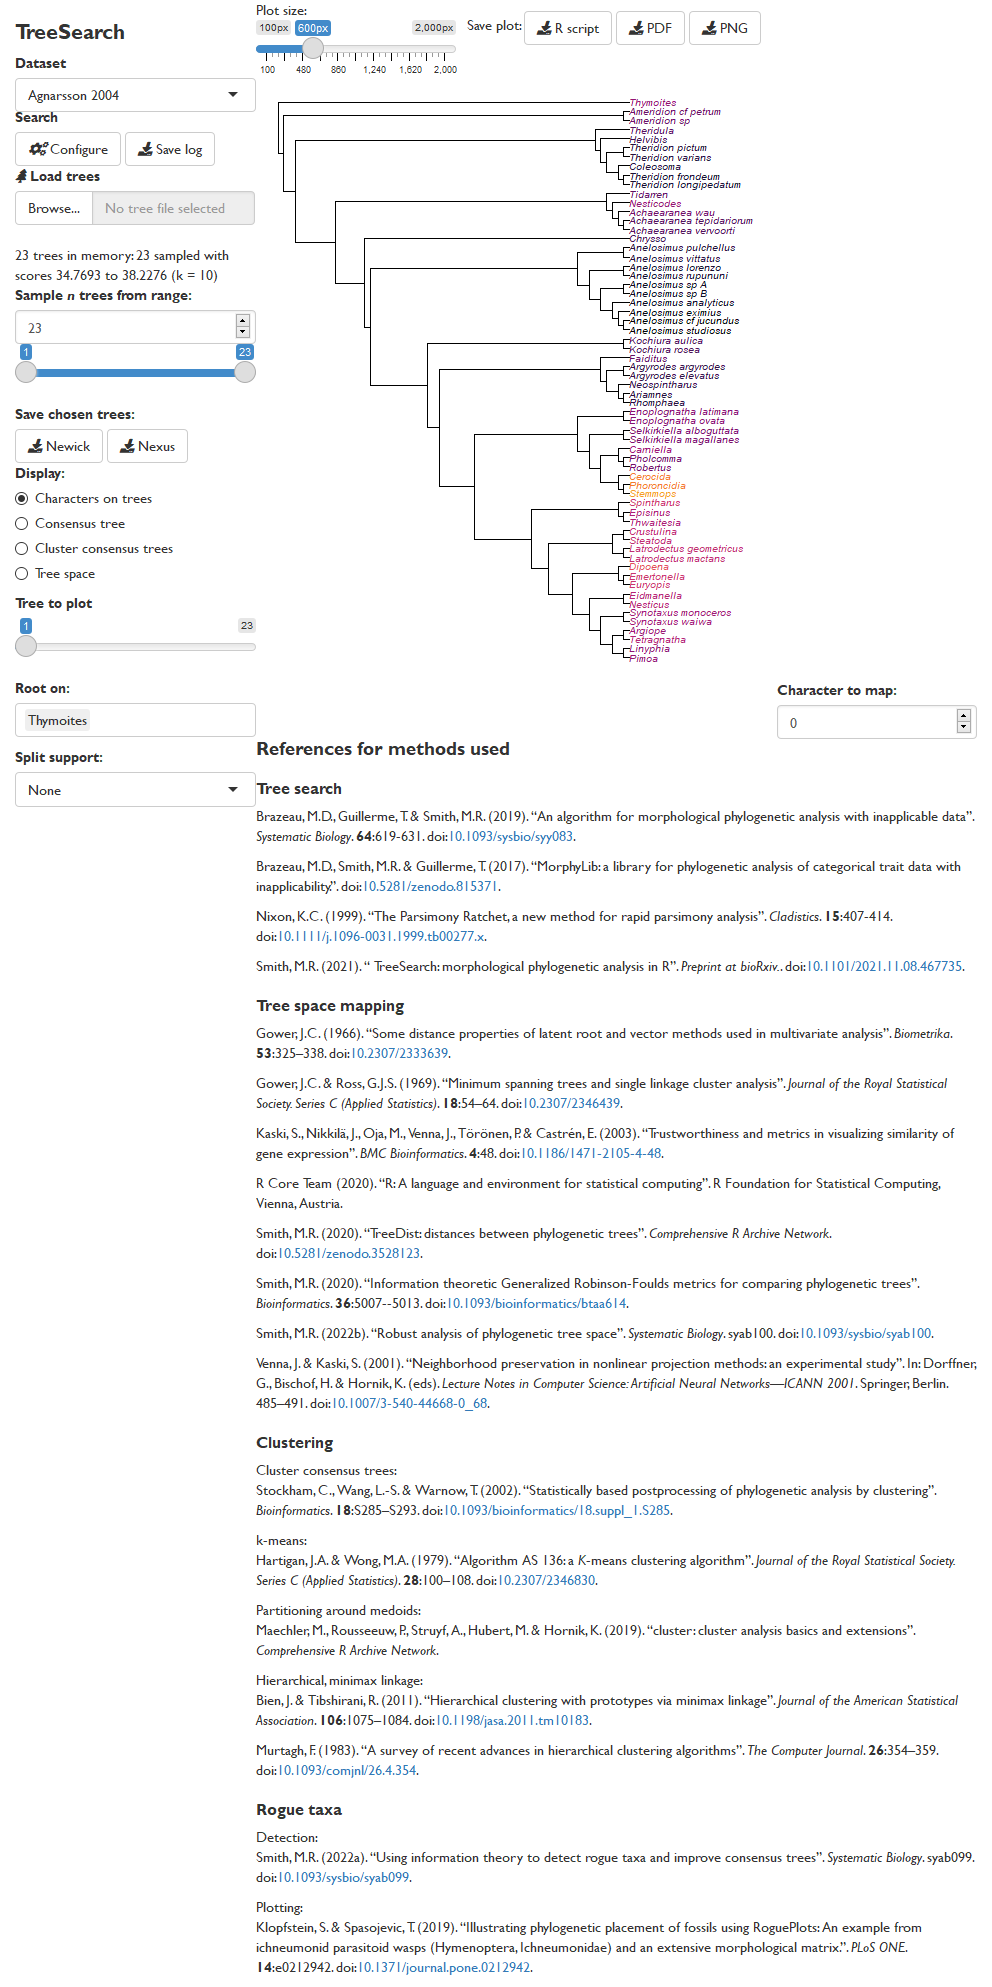 TreeSearch
Dataset
Agnarsson 2004
Search
Configure
Save log
Load trees
Browse... No tree file selected
23 trees in memory: 23 sampled with
scores 34.7693 to 38.2276 (k = 10)
Sample n trees from range:
23
1 23
Save chosen trees:
Newick
Nexus
Display:
Characters on trees
Consensus tree
Cluster consensus trees
Tree space
Tree to plot
1 23
Root on:
Thymoites
Split support:
None
Plot size:
100px 600px 2,000px
100 480 860 1,240 1,620 2,000
Save plot: R script PDF PNG
Thymoites
Ameridion cf petrum
Ameridion sp
Theridula
Helvibis
Theridion pictum
Theridion varians
Coleosoma
Theridion frondeum
Theridion longipedatum
Tidarren
Nesticodes
Achaearanea wau
Achaearanea tepidariorum
Achaearanea vervoorti
Chrysso
Anelosimus pulchellus
Anelosimus vittatus
Anelosimus lorenzo
Anelosimus rupununi
Anelosimus sp A
Anelosimus sp B
Anelosimus analyticus
Anelosimus eximius
Anelosimus cf jucundus
Anelosimus studiosus
Kochiura aulica
Kochiura rosea
Faiditus
Argyrodes argyrodes
Argyrodes elevatus
Neospintharus
Ariamnes
Rhomphaea
Enoplognatha latimana
Enoplognatha ovata
Selkirkiella alboguttata
Selkirkiella magallanes
Carniella
Pholcomma
Robertus
Cerocida
Phoroncidia
Stemmops
Spintharus
Episinus
Thwaitesia
Crustulina
Steatoda
Latrodectus geometricus
Latrodectus mactans
Dipoena
Emertonella
Euryopis
Eidmanella
Nesticus
Synotaxus monoceros
Synotaxus waiwa
Argiope
Tetragnatha
Linyphia
Pimoa
Character to map:
0
References for methods used
Tree search
Brazeau, M.D., Guillerme, T. & Smith, M.R. (2019). “An algorithm for morphological phylogenetic analysis with inapplicable data”.
Systematic Biology. 64:619-631. doi:10.1093/sysbio/syy083.
Brazeau, M.D., Smith, M.R. & Guillerme, T. (2017). “MorphyLib: a library for phylogenetic analysis of categorical trait data with
inapplicability.”. doi:10.5281/zenodo.815371.
Nixon, K.C. (1999). “The Parsimony Ratchet, a new method for rapid parsimony analysis”. Cladistics. 15:407-414.
doi:10.1111/j.1096-0031.1999.tb00277.x.
Smith, M.R. (2021). “ TreeSearch: morphological phylogenetic analysis in R”. Preprint at bioRxiv.. doi:10.1101/2021.11.08.467735.
Tree space mapping
Gower, J.C. (1966). “Some distance properties of latent root and vector methods used in multivariate analysis”. Biometrika.
53:325–338. doi:10.2307/2333639.
Gower, J.C. & Ross, G.J.S. (1969). “Minimum spanning trees and single linkage cluster analysis”. Journal of the Royal Statistical
Society. Series C (Applied Statistics). 18:54–64. doi:10.2307/2346439.
Kaski, S., Nikkilä, J., Oja, M., Venna, J., Törönen, P. & Castrén, E. (2003). “Trustworthiness and metrics in visualizing similarity of
gene expression”. BMC Bioinformatics. 4:48. doi:10.1186/1471-2105-4-48.
R Core Team (2020). “R: A language and environment for statistical computing”. R Foundation for Statistical Computing,
Vienna, Austria.
Smith, M.R. (2020). “TreeDist: distances between phylogenetic trees”. Comprehensive R Archive Network.
doi:10.5281/zenodo.3528123.
Smith, M.R. (2020). “Information theoretic Generalized Robinson-Foulds metrics for comparing phylogenetic trees”.
Bioinformatics. 36:5007--5013. doi:10.1093/bioinformatics/btaa614.
Smith, M.R. (2022b). “Robust analysis of phylogenetic tree space”. Systematic Biology. syab100. doi:10.1093/sysbio/syab100.
Venna, J. & Kaski, S. (2001). “Neighborhood preservation in nonlinear projection methods: an experimental study”. In: Dorffner,
G., Bischof, H. & Hornik, K. (eds). Lecture Notes in Computer Science: Artificial Neural Networks—ICANN 2001. Springer, Berlin.
485–491. doi:10.1007/3-540-44668-0_68.
Clustering
Cluster consensus trees:
Stockham, C., Wang, L.-S. & Warnow, T. (2002). “Statistically based postprocessing of phylogenetic analysis by clustering”.
Bioinformatics. 18:S285–S293. doi:10.1093/bioinformatics/18.suppl_1.S285.
k-means:
Hartigan, J.A. & Wong, M.A. (1979). “Algorithm AS 136: a K-means clustering algorithm”. Journal of the Royal Statistical Society.
Series C (Applied Statistics). 28:100–108. doi:10.2307/2346830.
Partitioning around medoids:
Maechler, M., Rousseeuw, P., Struyf, A., Hubert, M. & Hornik, K. (2019). “cluster: cluster analysis basics and extensions”.
Comprehensive R Archive Network.
Hierarchical, minimax linkage:
Bien, J. & Tibshirani, R. (2011). “Hierarchical clustering with prototypes via minimax linkage”. Journal of the American Statistical
Association. 106:1075–1084. doi:10.1198/jasa.2011.tm10183.
Murtagh, F. (1983). “A survey of recent advances in hierarchical clustering algorithms”. The Computer Journal. 26:354–359.
doi:10.1093/comjnl/26.4.354.
Rogue taxa
Detection:
Smith, M.R. (2022a). “Using information theory to detect rogue taxa and improve consensus trees”. Systematic Biology. syab099.
doi:10.1093/sysbio/syab099.
Plotting:
Klopfstein, S. & Spasojevic, T. (2019). “Illustrating phylogenetic placement of fossils using RoguePlots: An example from
ichneumonid parasitoid wasps (Hymenoptera, Ichneumonidae) and an extensive morphological matrix.”. PLoS ONE.
14:e0212942. doi:10.1371/journal.pone.0212942.